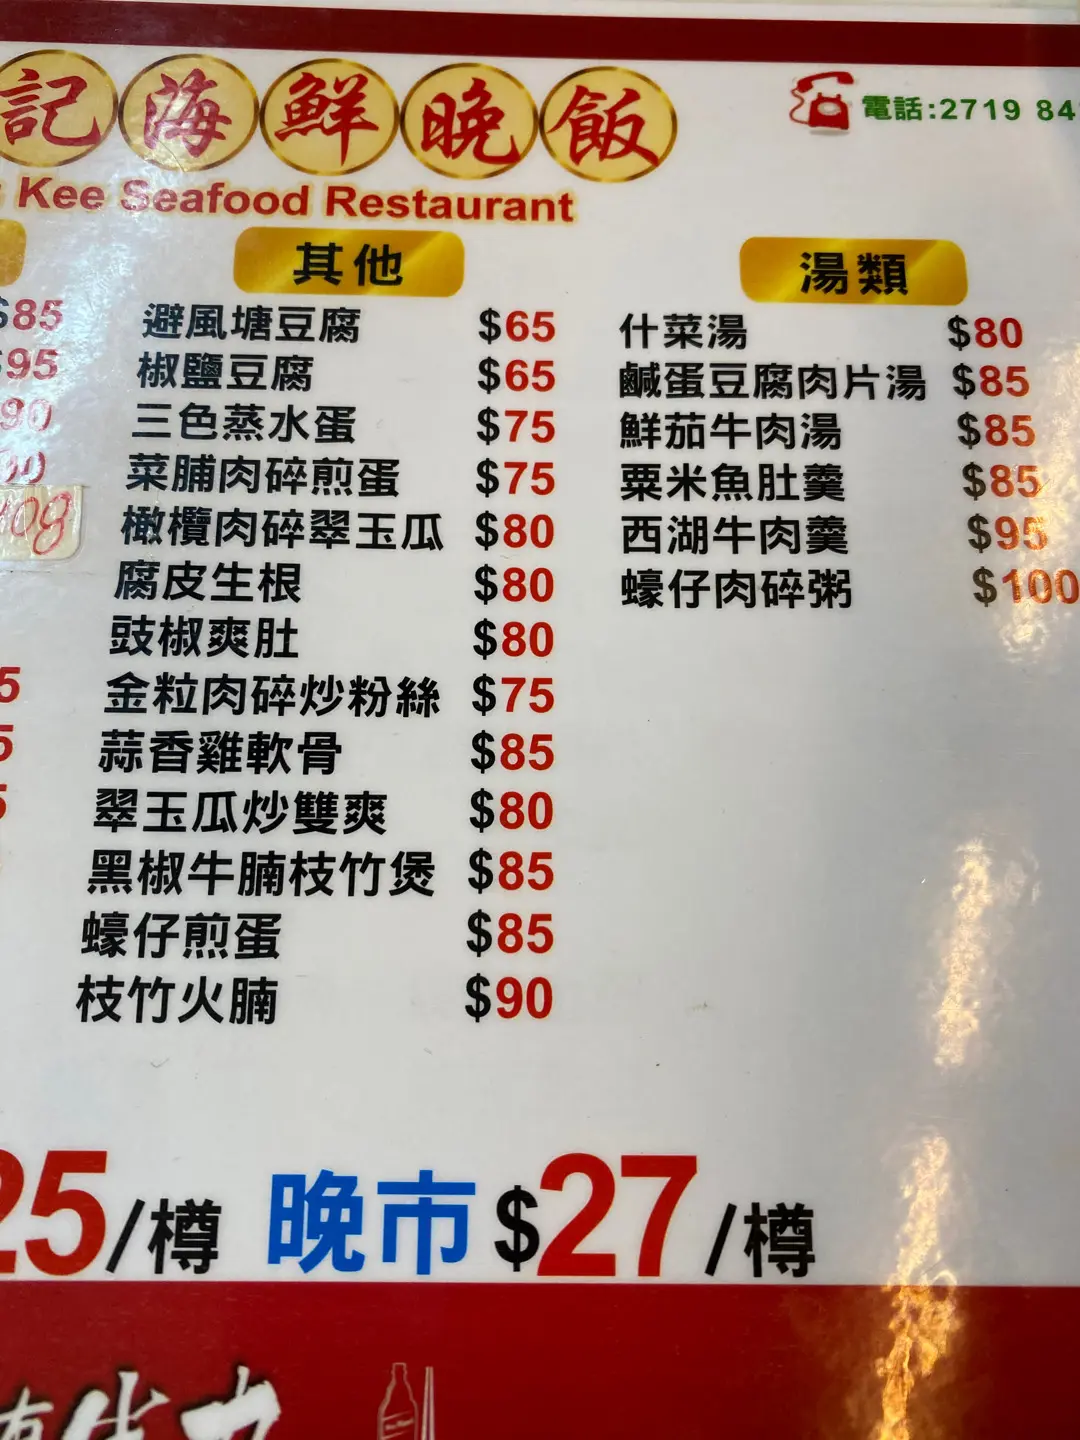 記海鮮晚飯
電話:2719 84
Kee Seafood Restaurant
其他
避風塘豆腐 $65
椒鹽豆腐 $65
三色蒸水蛋 $75
菜脯肉碎煎蛋 $75
橄欖肉碎翠玉瓜 $80
腐皮生根 $80
豉椒爽肚 $80
金粒肉碎炒粉絲 $75
蒜香雞軟骨 $85
翠玉瓜炒雙爽 $80
黑椒牛腩枝竹煲 $85
蠔仔煎蛋 $85
枝竹火腩 $90
湯類
什菜湯 $80
鹹蛋豆腐肉片湯 $85
鮮茄牛肉湯 $85
粟米魚肚羹 $85
西湖牛肉羹 $95
蠔仔肉碎粥 $100
$85
$95
90
00
5
5
25/樽 晚市 $27/樽